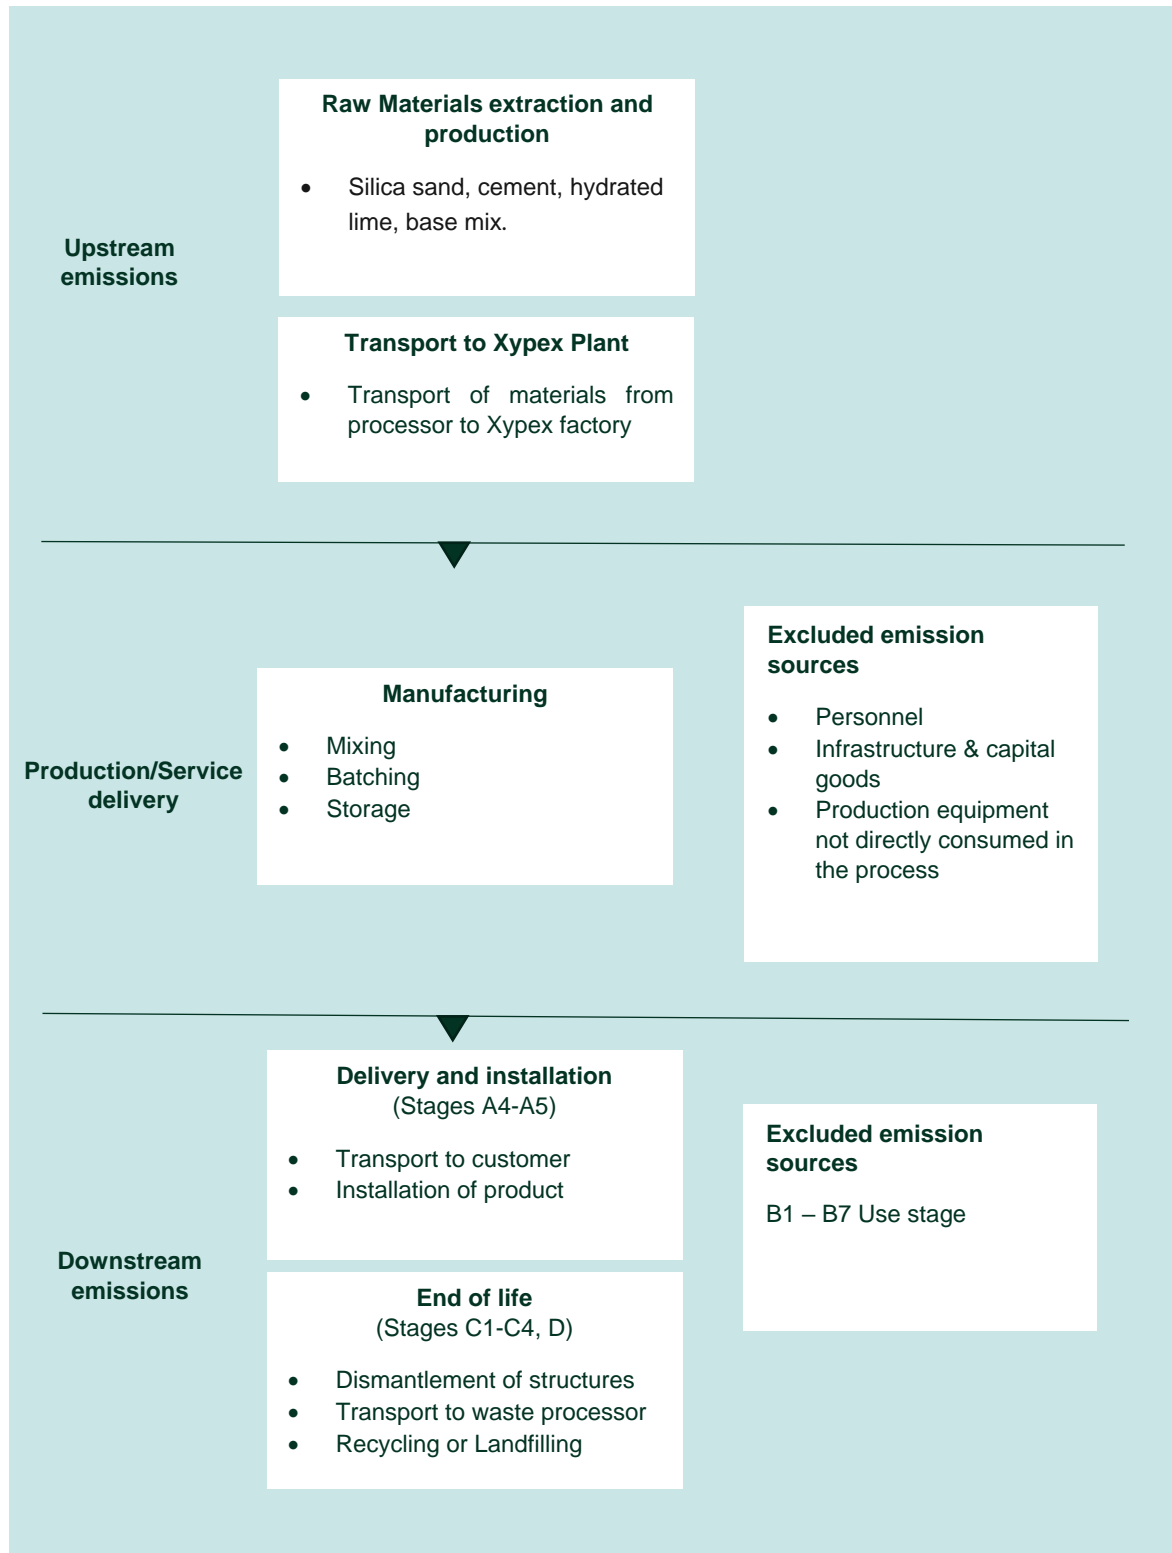 Raw Materials extraction and
production
• Silica sand, cement, hydrated
lime, base mix.
Upstream
emissions
Transport to Xypex Plant
• Transport of materials from
processor to Xypex factory
Excluded emission
sources
• Personnel
• Infrastructure & capital
goods
• Production equipment
not directly consumed in
the process
Manufacturing
• Mixing
• Batching
• Storage
Production/Service
delivery
Delivery and installation
(Stages A4-A5)
• Transport to customer
• Installation of product
Excluded emission
sources
B1 – B7 Use stage
Downstream
emissions
End of life
(Stages C1-C4, D)
• Dismantlement of structures
• Transport to waste processor
• Recycling or Landfilling